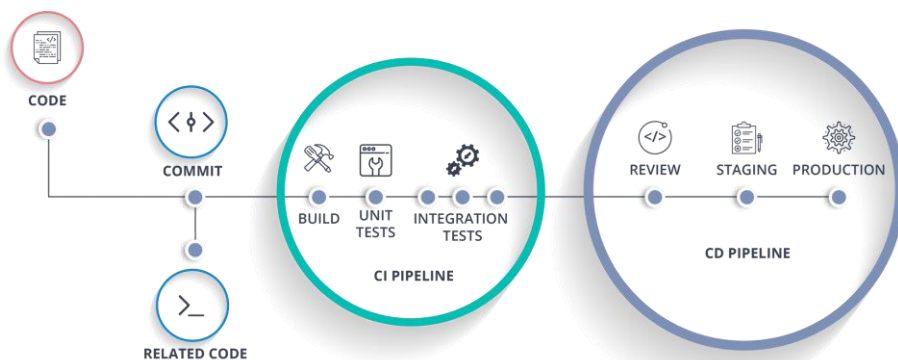 CODE
COMMIT
RELATED CODE
BUILD
UNIT
TESTS
INTEGRATION
TESTS
CI PIPELINE
REVIEW
STAGING
PRODUCTION
CD PIPELINE